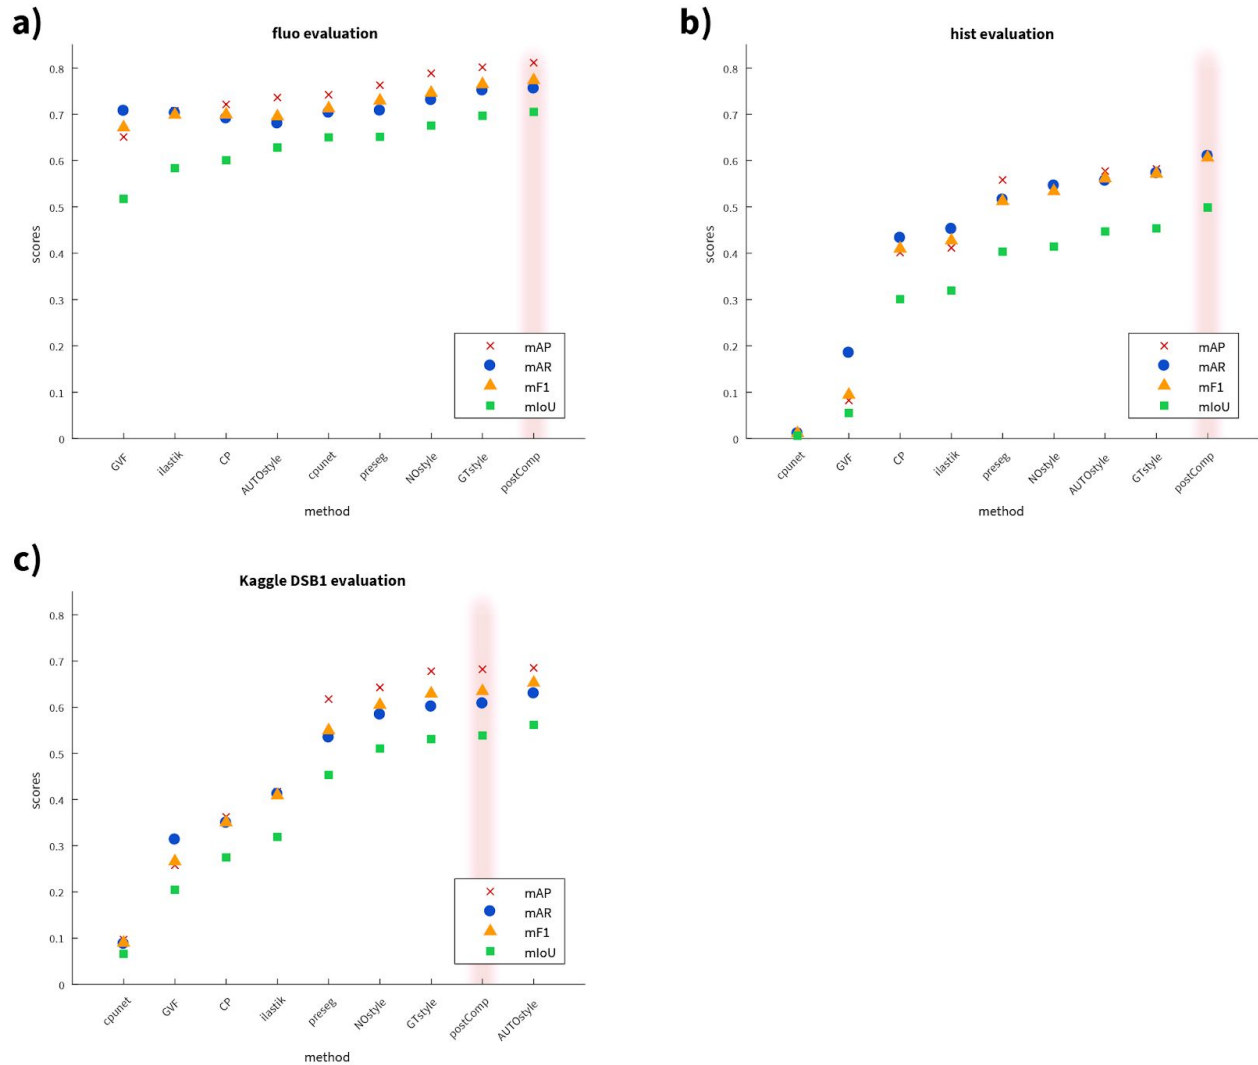 a)
fluo evaluation
scores
0.8
0.7
0.6
0.5
0.4
0.3
0.2
0.1
0
mAP
mAR
mF1
mIoU
GVF
ilastik
CP
AUTOstyle
cpunet
preseg
NOstyle
GTstyle
postComp
method
b)
hist evaluation
scores
0.8
0.7
0.6
0.5
0.4
0.3
0.2
0.1
0
mAP
mAR
mF1
mIoU
cpunet
GVF
CP
ilastik
preseg
NOstyle
AUTOstyle
GTstyle
postComp
method
c)
Kaggle DSB1 evaluation
scores
0.8
0.7
0.6
0.5
0.4
0.3
0.2
0.1
0
mAP
mAR
mF1
mIoU
cpunet
GVF
CP
ilastik
preseg
NOstyle
GTstyle
postComp
AUTOstyle
method